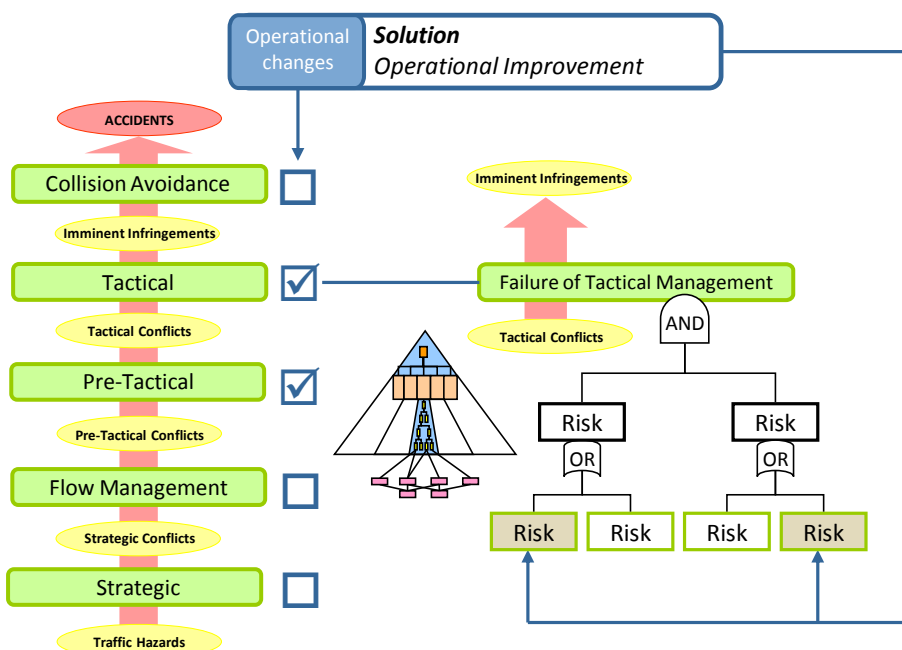 Operational
changes
Solution
Operational Improvement
ACCIDENTS
Collision Avoidance
Imminent Infringements
Tactical
Tactical Conflicts
Pre-Tactical
Pre-Tactical Conflicts
Flow Management
Strategic Conflicts
Strategic
Traffic Hazards
Imminent Infringements
Failure of Tactical Management
Tactical Conflicts
AND
Risk
Risk
OR
OR
Risk
Risk
Risk
Risk